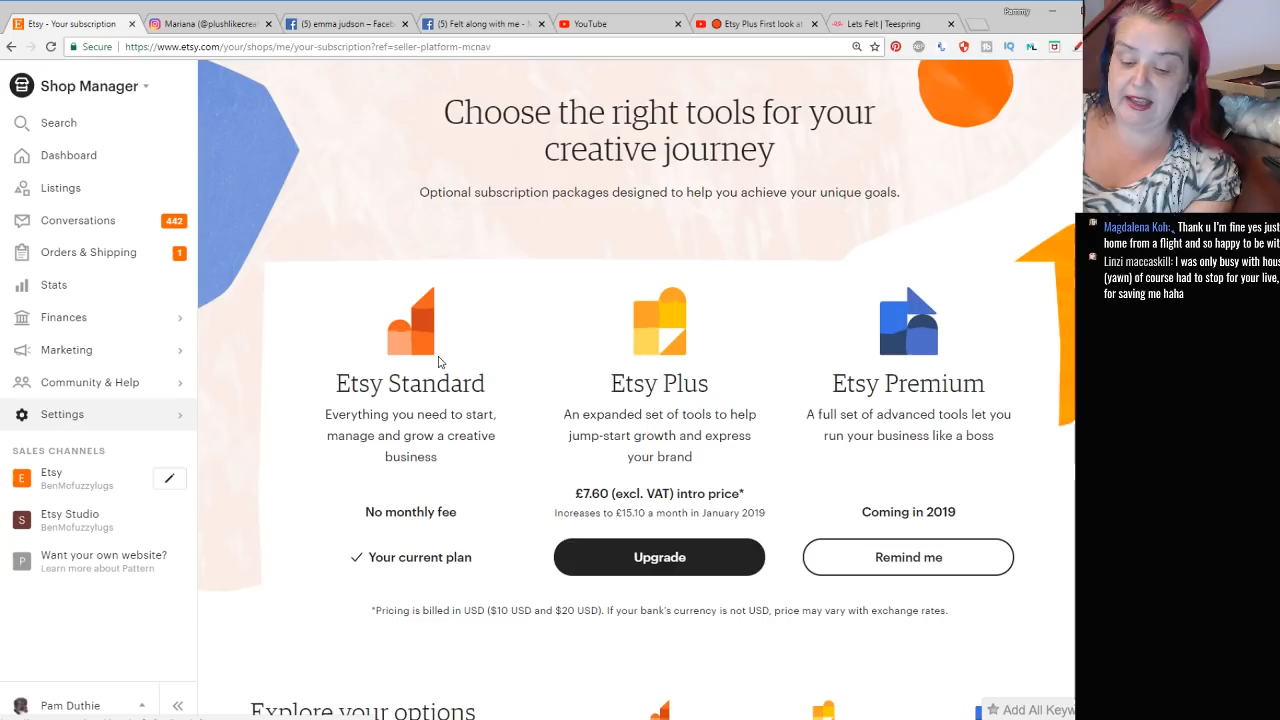 Pammy
Etsy - Your subscription
Mariana (@plushlikecrea
(5) emma judson – Faceb
(5) Felt along with me - M
YouTube
Etsy Plus First look at
Lets Felt | Teespring
Secure
https://www.etsy.com/your/shops/me/your-subscription?ref=seller-platform-mcnav
Shop Manager
Search
Dashboard
Listings
Conversations 442
Orders & Shipping 1
Stats
Finances
Marketing
Community & Help
Settings
SALES CHANNELS
E Etsy
BenMcfuzzylugs
S Etsy Studio
BenMcfuzzylugs
P Want your own website?
Learn more about Pattern
Pam Duthie
Choose the right tools for your
creative journey
Optional subscription packages designed to help you achieve your unique goals.
Etsy Standard
Everything you need to start,
manage and grow a creative
business
No monthly fee
Your current plan
Etsy Plus
An expanded set of tools to help
jump-start growth and express
your brand
£7.60 (excl. VAT) intro price*
Increases to £15.10 a month in January 2019
Upgrade
Etsy Premium
A full set of advanced tools let you
run your business like a boss
Coming in 2019
Remind me
*Pricing is billed in USD ($10 USD and $20 USD). If your bank's currency is not USD, price may vary with exchange rates.
Explore your options
Add All Keyw
Magdalena Koh: Thank u I'm fine yes just
home from a flight and so happy to be wit
Linzi maccaskill: I was only busy with hous
(yawn) of course had to stop for your live,
for saving me haha